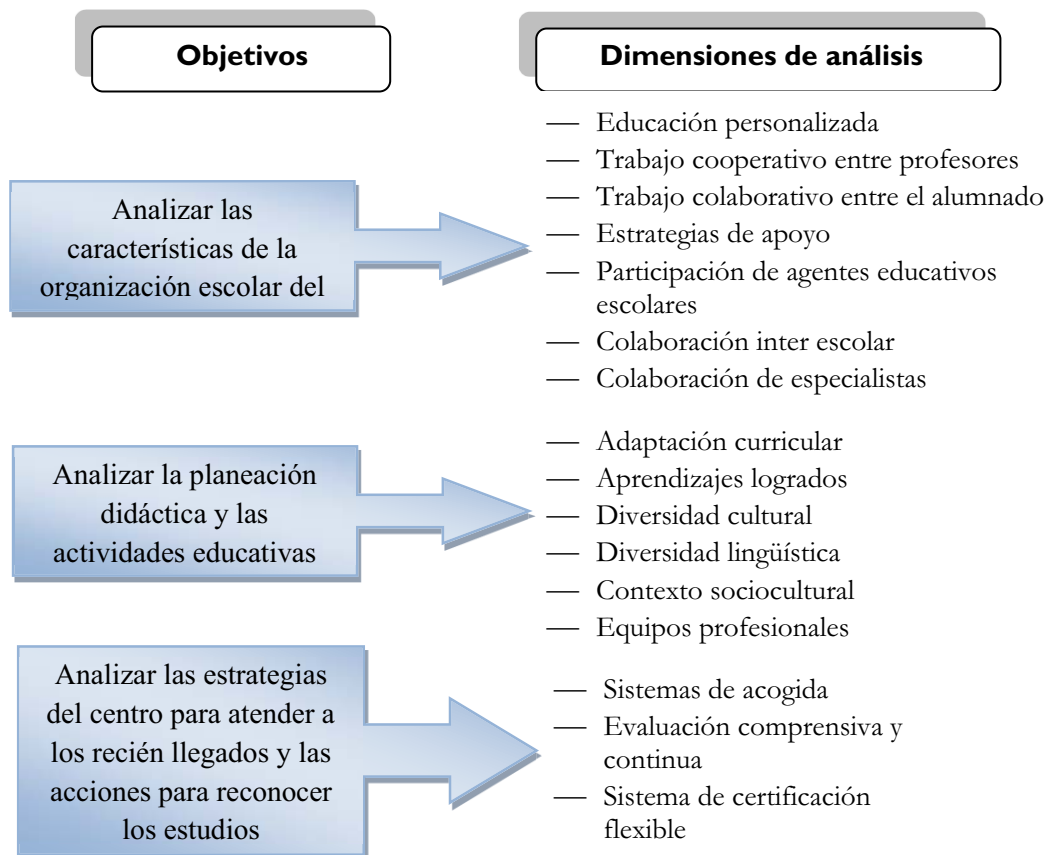 Objetivos
Dimensiones de análisis
Analizar las
características de la
organización escolar del
— Educación personalizada
— Trabajo cooperativo entre profesores
— Trabajo colaborativo entre el alumnado
— Estrategias de apoyo
— Participación de agentes educativos
escolares
— Colaboración inter escolar
— Colaboración de especialistas
Analizar la planeación
didáctica y las
actividades educativas
— Adaptación curricular
— Aprendizajes logrados
— Diversidad cultural
— Diversidad lingüística
— Contexto sociocultural
— Equipos profesionales
Analizar las estrategias
del centro para atender a
los recién llegados y las
acciones para reconocer
los estudios
— Sistemas de acogida
— Evaluación comprensiva y
continua
— Sistema de certificación
flexible